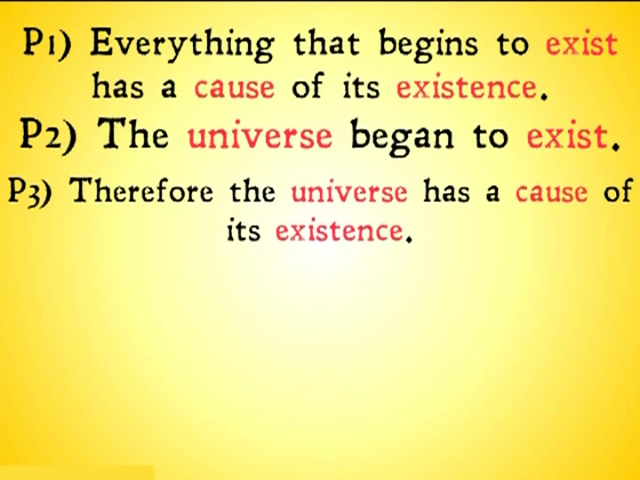 P1) Everything that begins to exist
has a cause of its existence.
P2) The universe began to exist.
P3) Therefore the universe has a cause of
its existence.